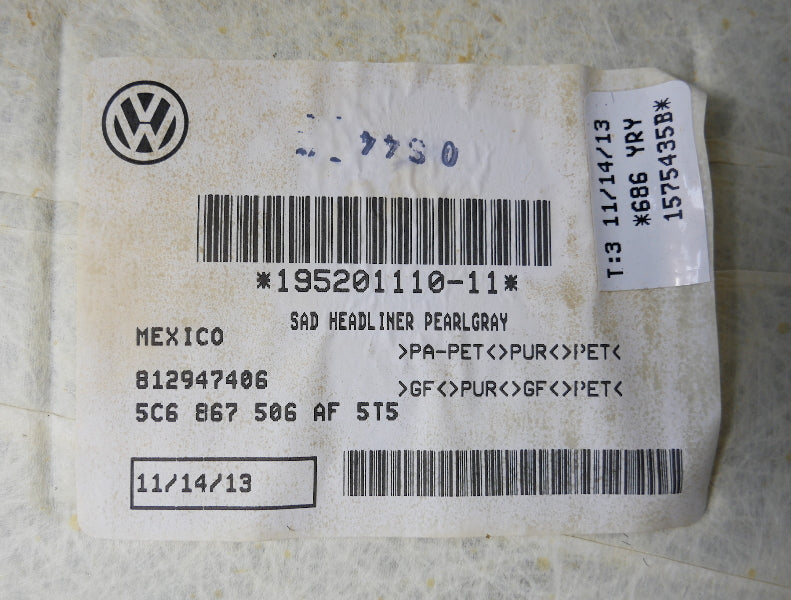 *195201110-11*
SAD HEADLINER PEARLGRAY
MEXICO
>PA-PET<>PUR<>PET<
812947406
>GF<>PUR<>GF<>PET<
5C6 867 506 AF 5T5
11/14/13
T:3 11/14/13
*686 YRY
1575435B*